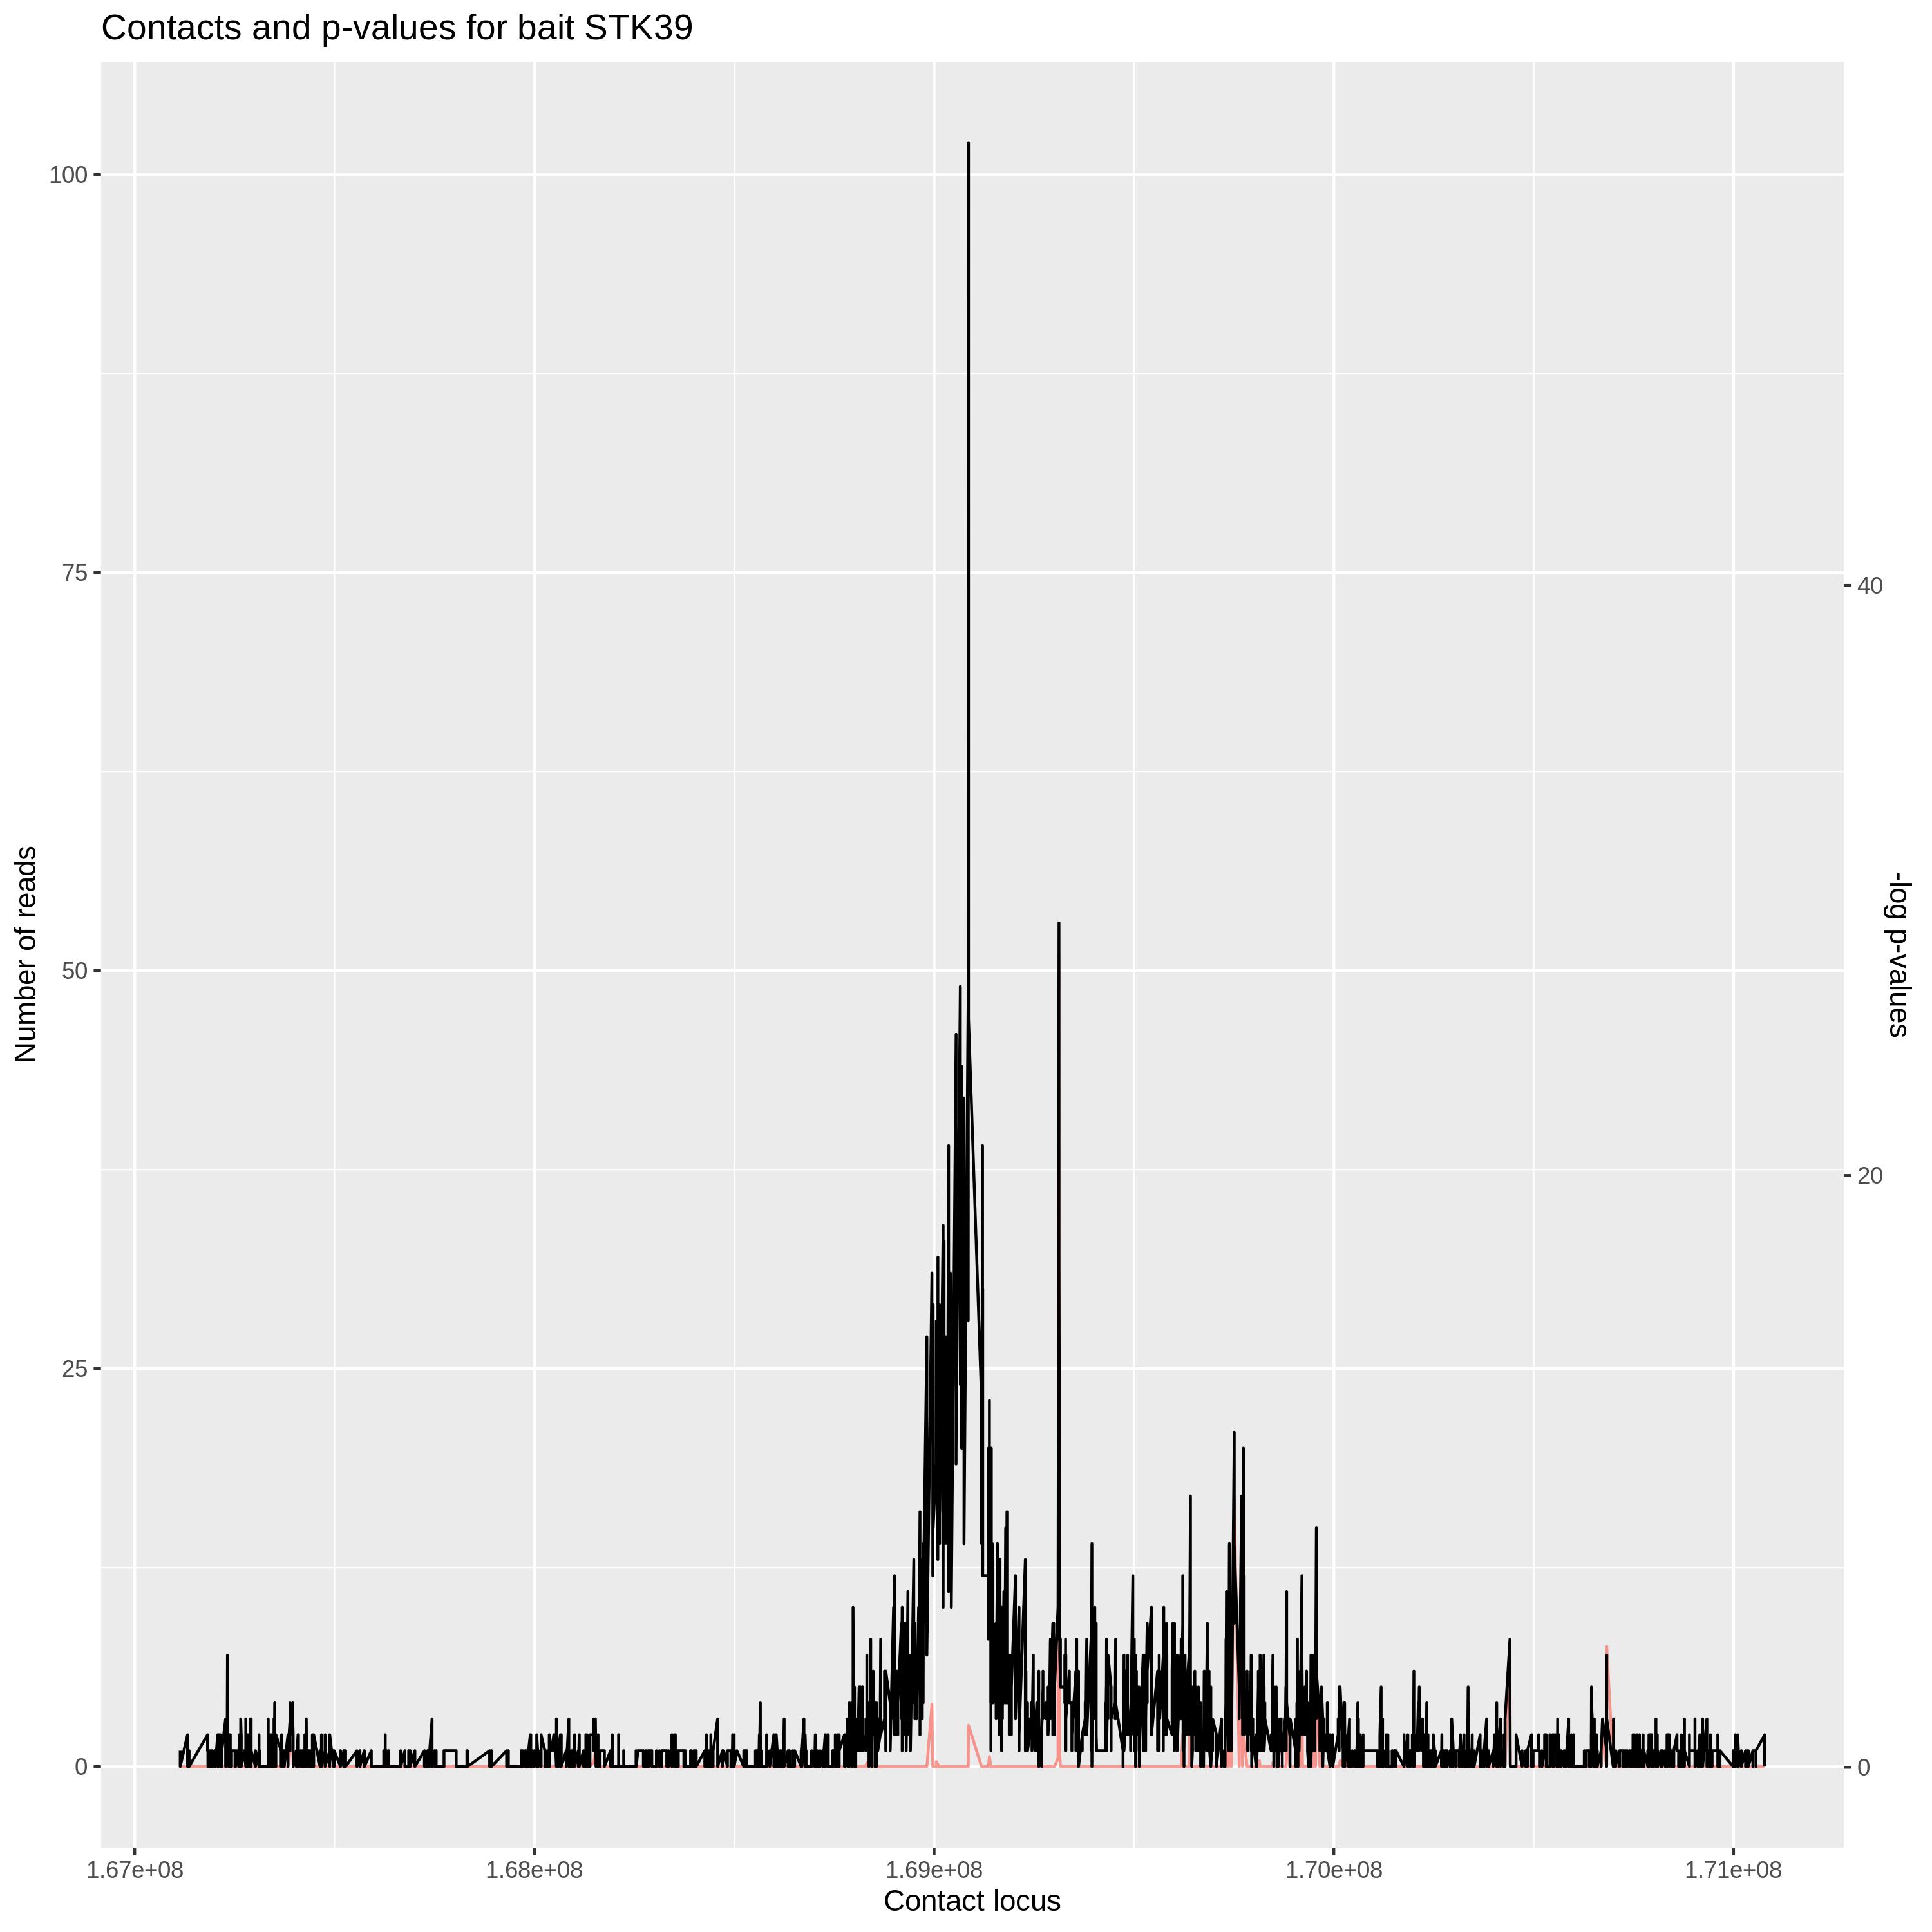 Contacts and p-values for bait STK39
100
75
50
25
0
Number of reads
40
20
0
-log p-values
1.67e+08 1.68e+08 1.69e+08 1.70e+08 1.71e+08
Contact locus